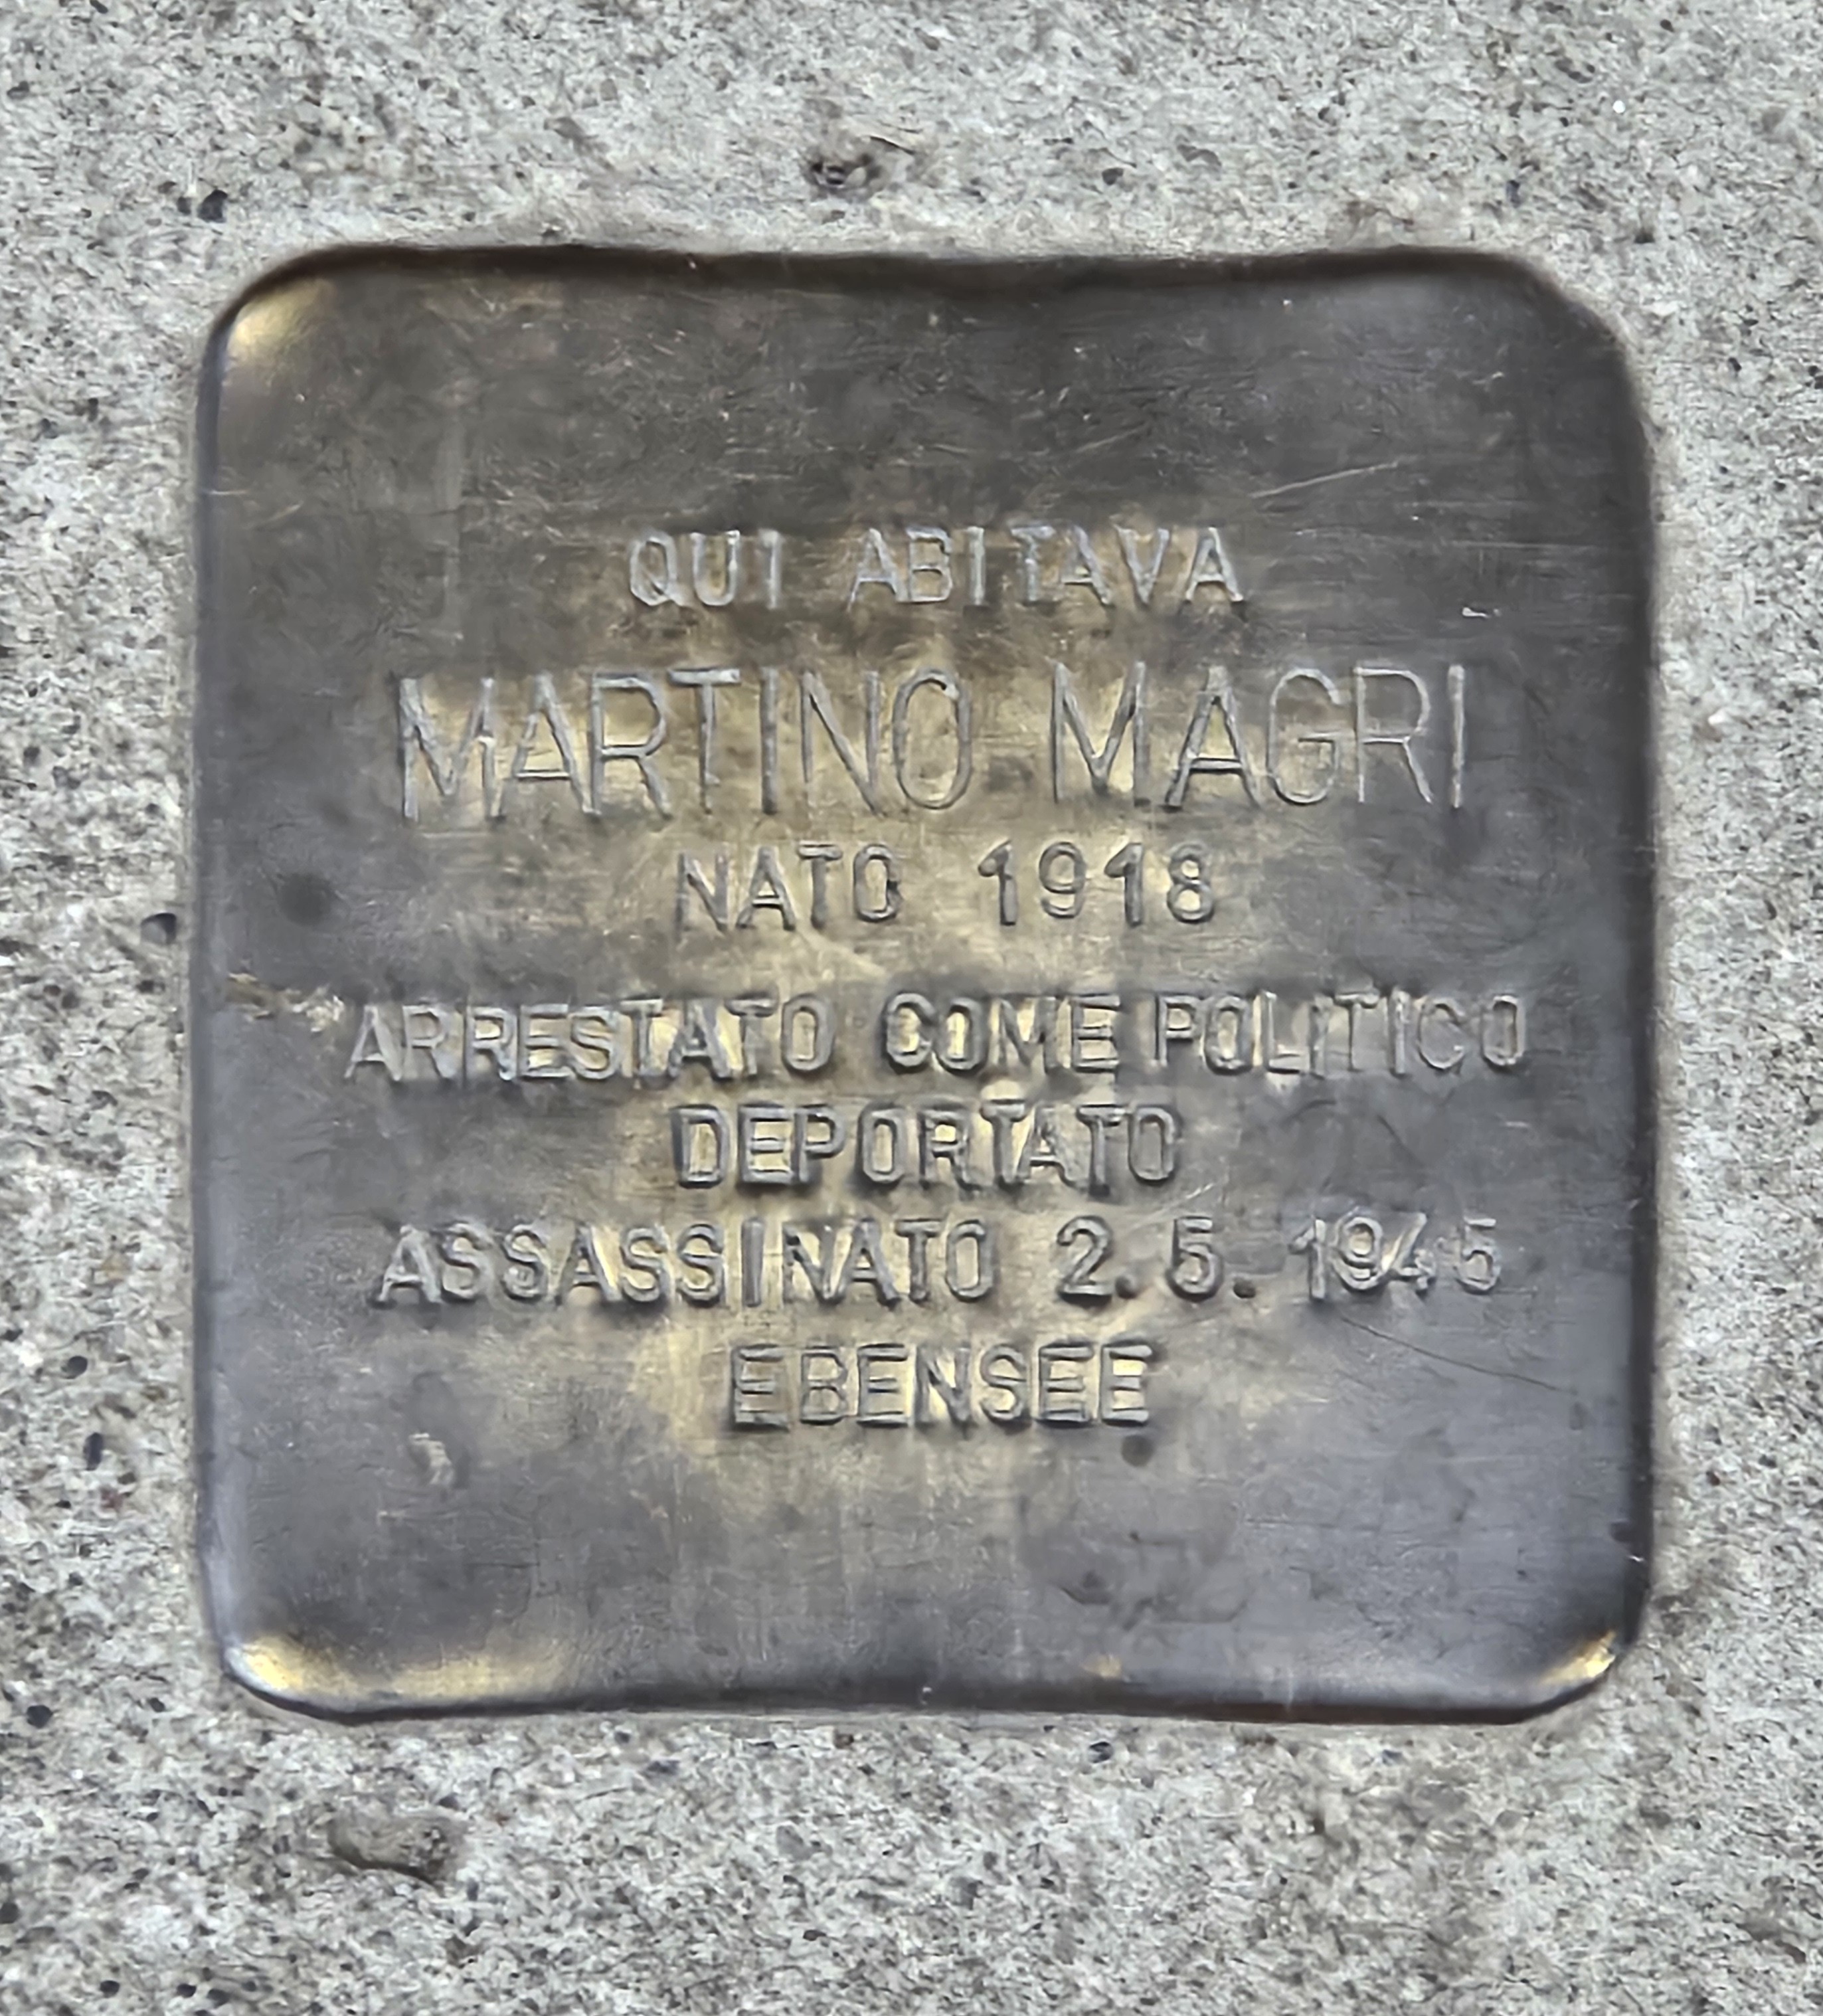 QUI ABITAVA
MARTINO MAGRI
NATO 1918
ARRESTATO COME POLITICO
DEPORTATO
ASSASSINATO 2.5.1945
EBENSEE